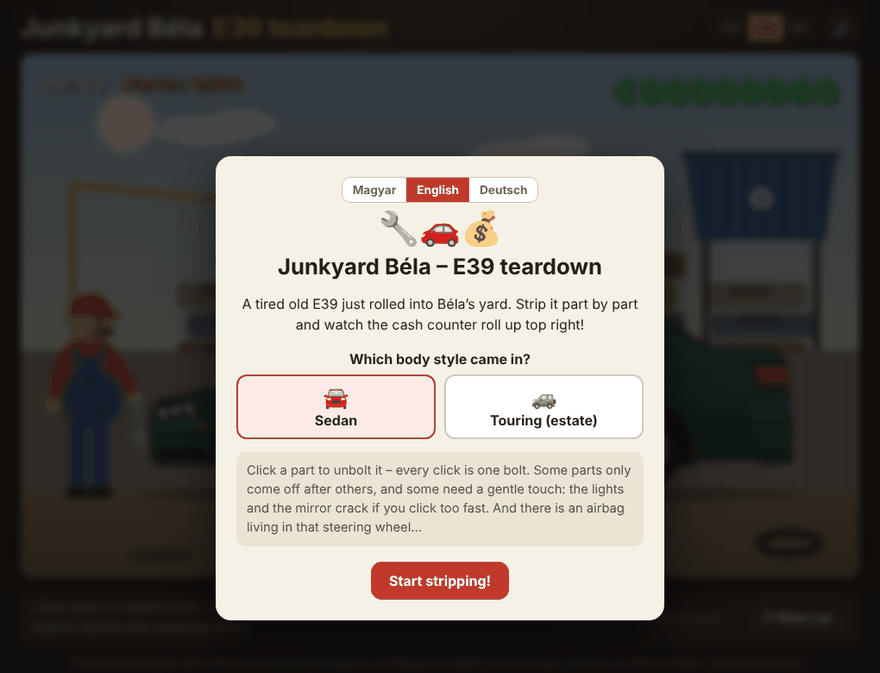 Junkyard Béla E39 teardown
Magyar English Deutsch
Junkyard Béla – E39 teardown
A tired old E39 just rolled into Béla's yard. Strip it part by part
and watch the cash counter roll up top right!
Which body style came in?
Sedan Touring (estate)
Click a part to unbolt it – every click is one bolt. Some parts only
come off after others, and some need a gentle touch: the lights
and the mirror crack if you click too fast. And there is an airbag
living in that steering wheel...
Start stripping!